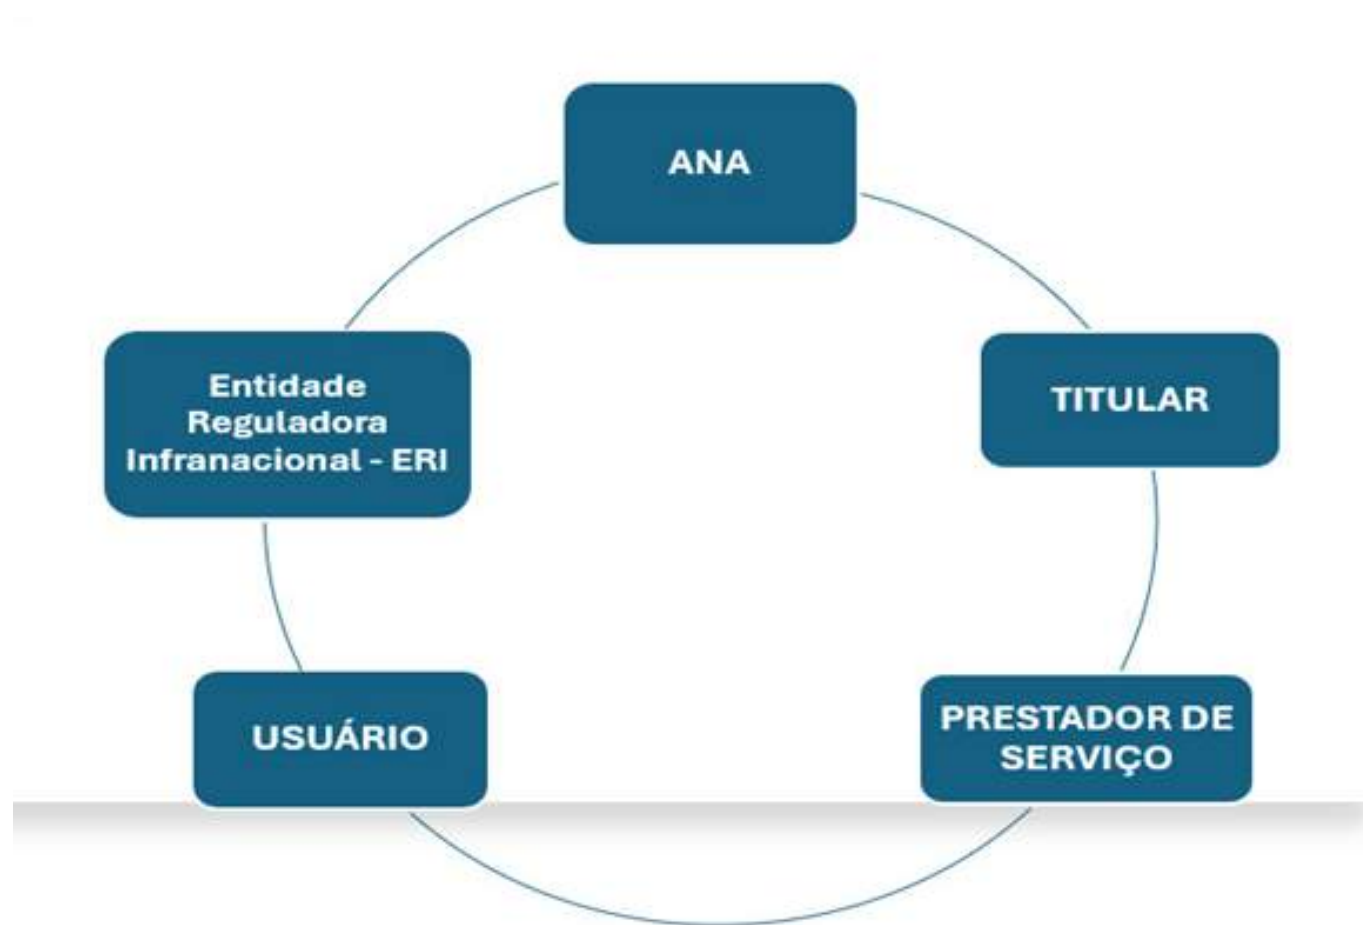 ANA
TITULAR
PRESTADOR DE
SERVIÇO
USUÁRIO
Entidade
Reguladora
Infranacional - ERI